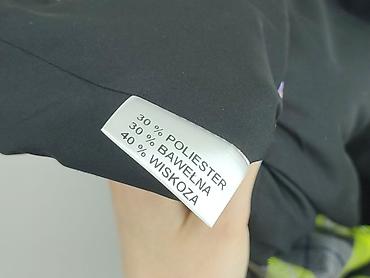 30 % POLIESTER
30 % BAWEŁNA
40 % WISKOZA